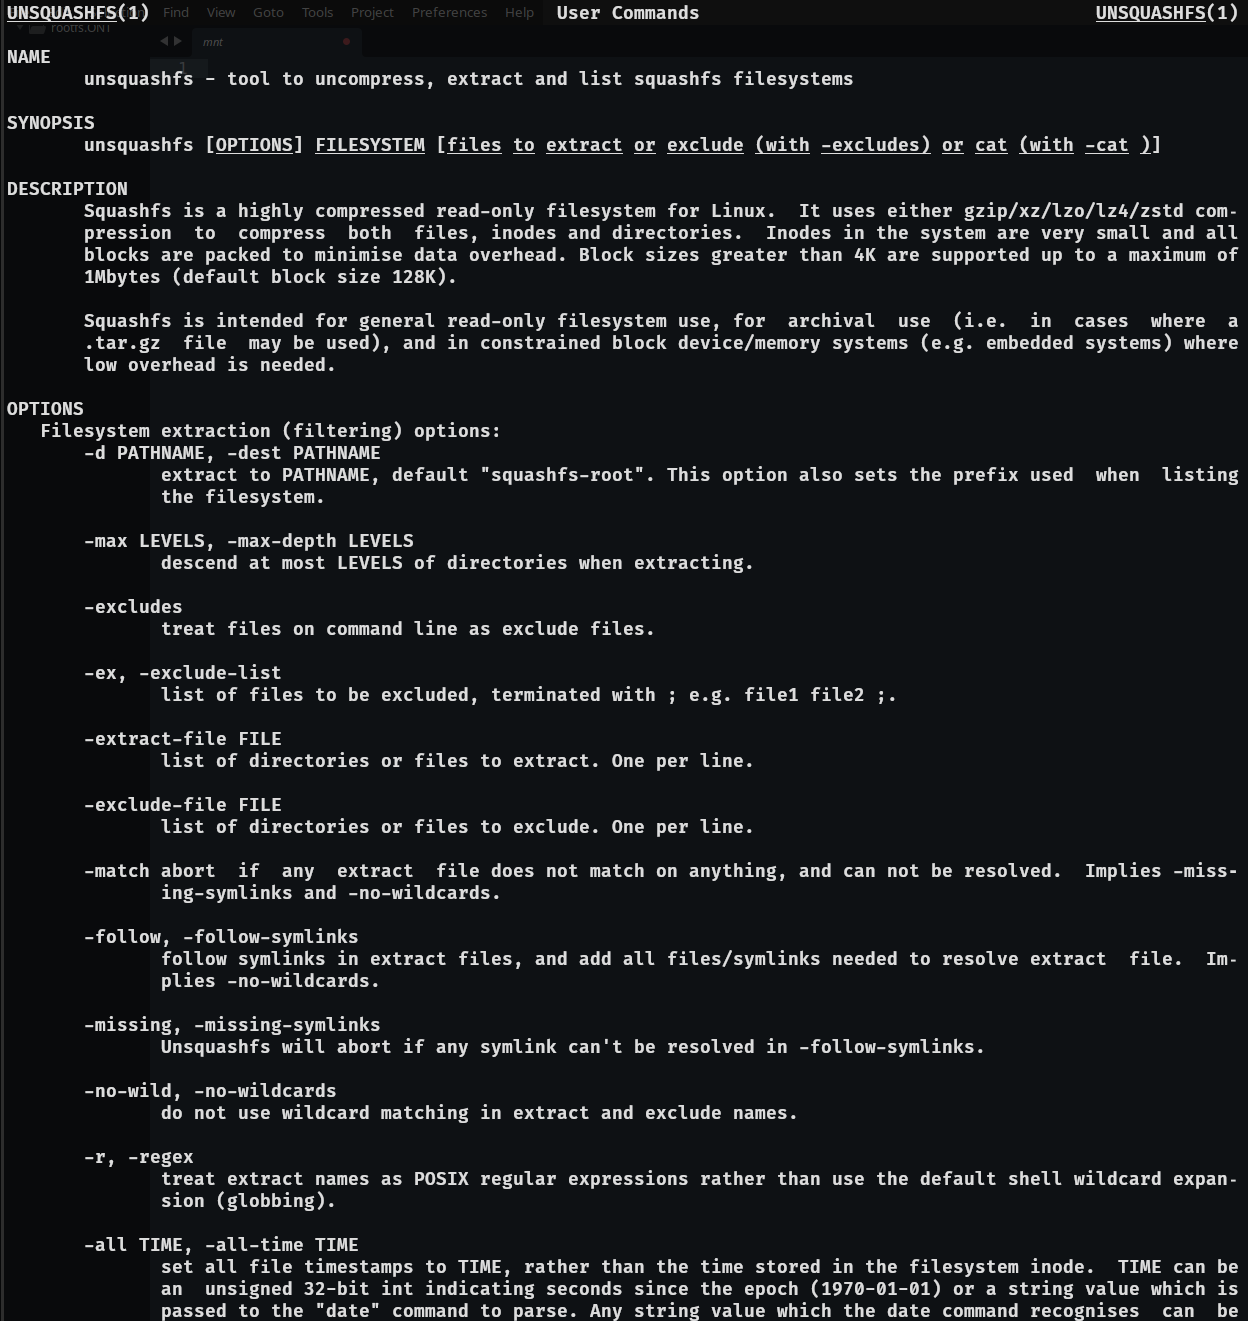 UNSQUASHFS(1) Find View Goto Tools Project Preferences Help User Commands UNSQUASHFS(1)
rootfs.ONT
mnt
1
NAME
unsquashfs - tool to uncompress, extract and list squashfs filesystems
SYNOPSIS
unsquashfs [OPTIONS] FILESYSTEM [files to extract or exclude (with -excludes) or cat (with -cat )]
DESCRIPTION
Squashfs is a highly compressed read-only filesystem for Linux.  It uses either gzip/xz/lzo/lz4/zstd com-
pression  to  compress  both  files, inodes and directories.  Inodes in the system are very small and all
blocks are packed to minimise data overhead. Block sizes greater than 4K are supported up to a maximum of
1Mbytes (default block size 128K).
Squashfs is intended for general read-only filesystem use, for  archival  use  (i.e.  in  cases  where  a
.tar.gz  file  may be used), and in constrained block device/memory systems (e.g. embedded systems) where
low overhead is needed.
OPTIONS
Filesystem extraction (filtering) options:
-d PATHNAME, -dest PATHNAME
extract to PATHNAME, default "squashfs-root". This option also sets the prefix used  when  listing
the filesystem.
-max LEVELS, -max-depth LEVELS
descend at most LEVELS of directories when extracting.
-excludes
treat files on command line as exclude files.
-ex, -exclude-list
list of files to be excluded, terminated with ; e.g. file1 file2 ;.
-extract-file FILE
list of directories or files to extract. One per line.
-exclude-file FILE
list of directories or files to exclude. One per line.
-match abort  if  any  extract  file does not match on anything, and can not be resolved.  Implies -miss-
ing-symlinks and -no-wildcards.
-follow, -follow-symlinks
follow symlinks in extract files, and add all files/symlinks needed to resolve extract  file.  Im-
plies -no-wildcards.
-missing, -missing-symlinks
Unsquashfs will abort if any symlink can't be resolved in -follow-symlinks.
-no-wild, -no-wildcards
do not use wildcard matching in extract and exclude names.
-r, -regex
treat extract names as POSIX regular expressions rather than use the default shell wildcard expan-
sion (globbing).
-all TIME, -all-time TIME
set all file timestamps to TIME, rather than the time stored in the filesystem inode.  TIME can be
an  unsigned 32-bit int indicating seconds since the epoch (1970-01-01) or a string value which is
passed to the "date" command to parse. Any string value which the date command recognises  can  be